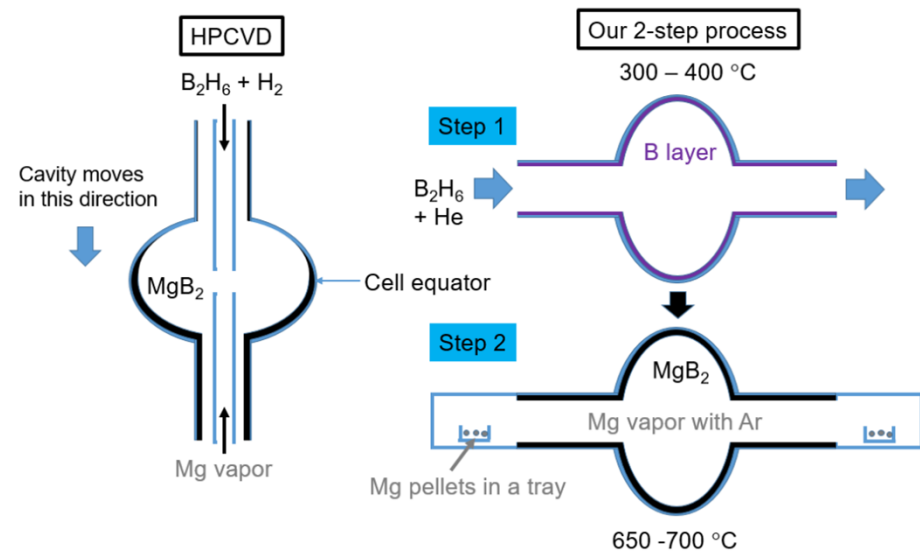 HPCVD
B₂H₆ + H₂
Cavity moves
in this direction
MgB₂
Cell equator
Mg vapor
Our 2-step process
300 – 400 °C
Step 1
B layer
B₂H₆
+ He
Step 2
MgB₂
Mg vapor with Ar
Mg pellets in a tray
650 -700 °C